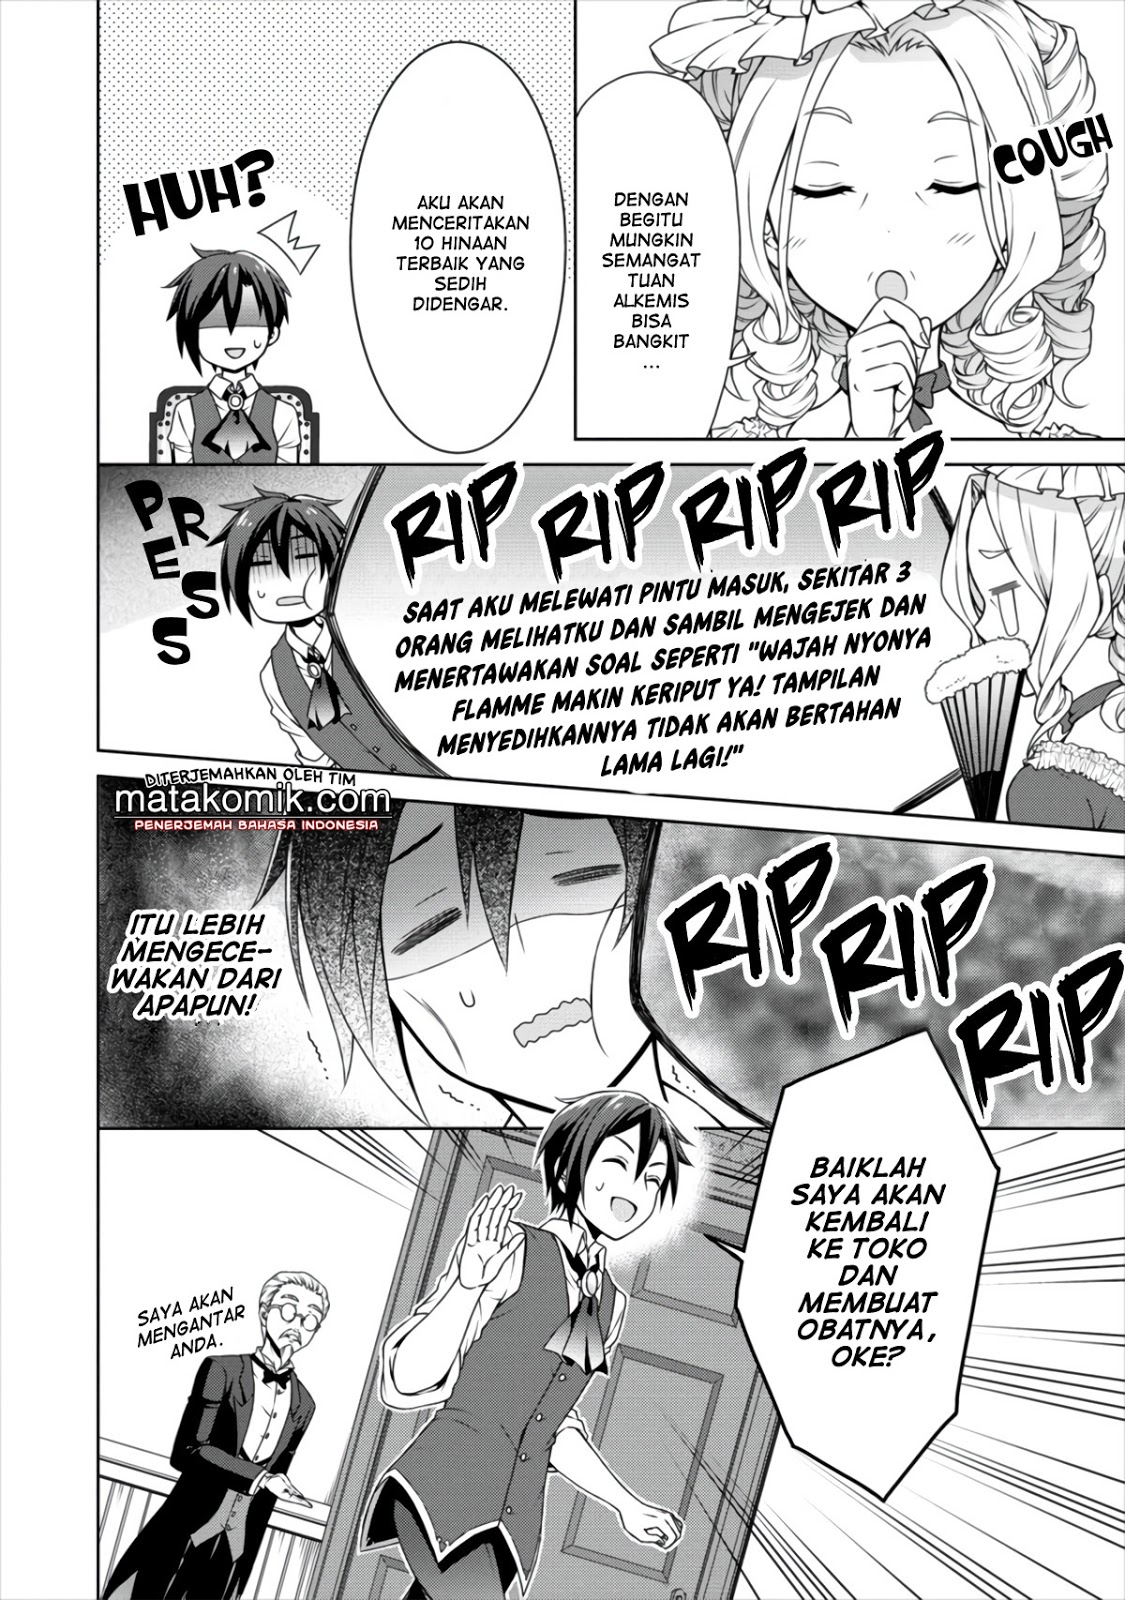 COUGH
DENGAN
BEGITU
MUNGKIN
SEMANGAT
TUAN
ALKEMIS
BISA
BANGKIT
...
AKU AKAN
MENCERITAKAN
10 HINAAN
TERBAIK YANG
SEDIH
DIDENGAR.
HUH?
RIP RIP RIP RIP
SAAT AKU MELEWATI PINTU MASUK, SEKITAR 3
ORANG MELIHATKU DAN SAMBIL MENGEJEK DAN
MENERTAWAKAN SOAL SEPERTI "WAJAH NYONYA
FLAMME MAKIN KERIPUT YA! TAMPILAN
MENYEDIHKANNYA TIDAK AKAN BERTAHAN
LAMA LAGI!"
PRESS
DITERJEMAHKAN OLEH TIM
matakomik.com
PENERJEMAH BAHASA INDONESIA
RIP RIP RIP
ITU LEBIH
MENGECE-
WAKAN DARI
APAPUN!
BAIKLAH
SAYA AKAN
KEMBALI
KE TOKO
DAN
MEMBUAT
OBATNYA,
OKE?
SAYA AKAN
MENGANTAR
ANDA.